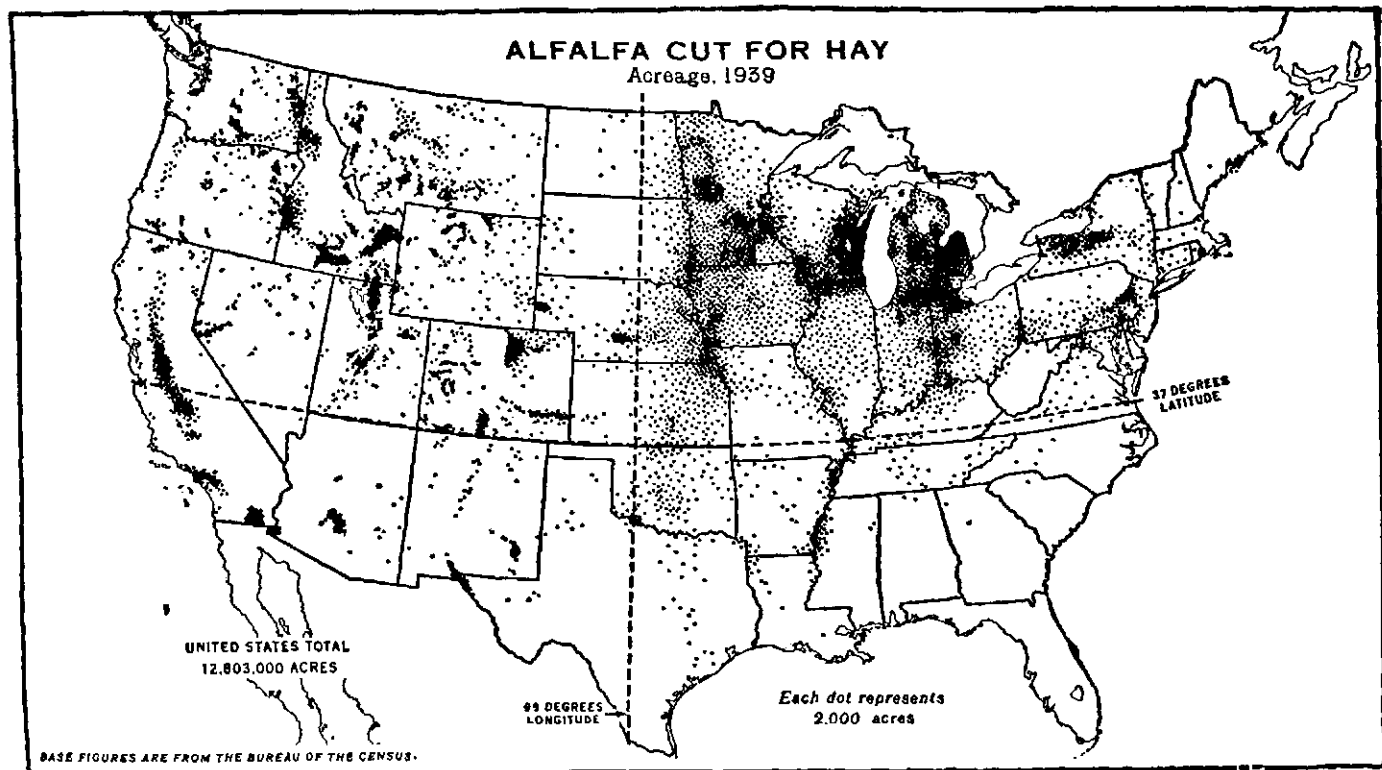 ALFALFA CUT FOR HAY
Acreage, 1939
37 DEGREES
LATITUDE
UNITED STATES TOTAL
12,803,000 ACRES
99 DEGREES
LONGITUDE
Each dot represents
2,000 acres
BASE FIGURES ARE FROM THE BUREAU OF THE CENSUS.